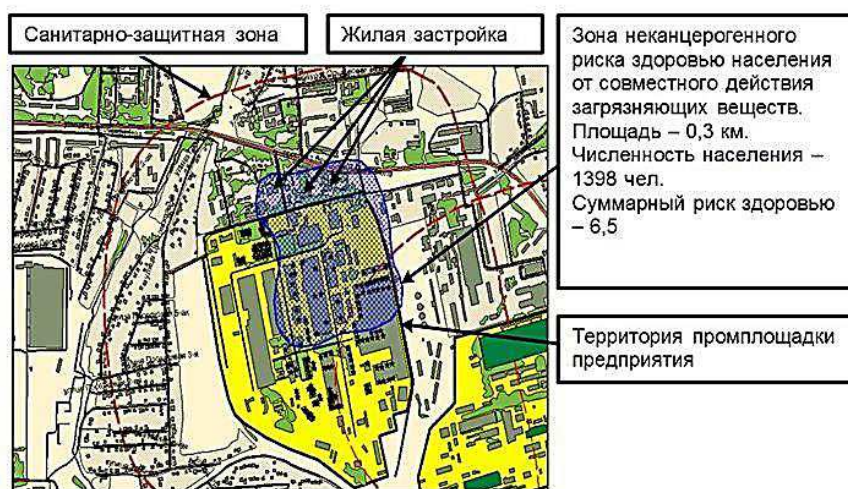 Санитарно-защитная зона
Жилая застройка
Зона неканцерогенного
риска здоровью населения
от совместного действия
загрязняющих веществ.
Площадь – 0,3 км.
Численность населения –
1398 чел.
Суммарный риск здоровью
– 6,5
Территория промплощадки
предприятия